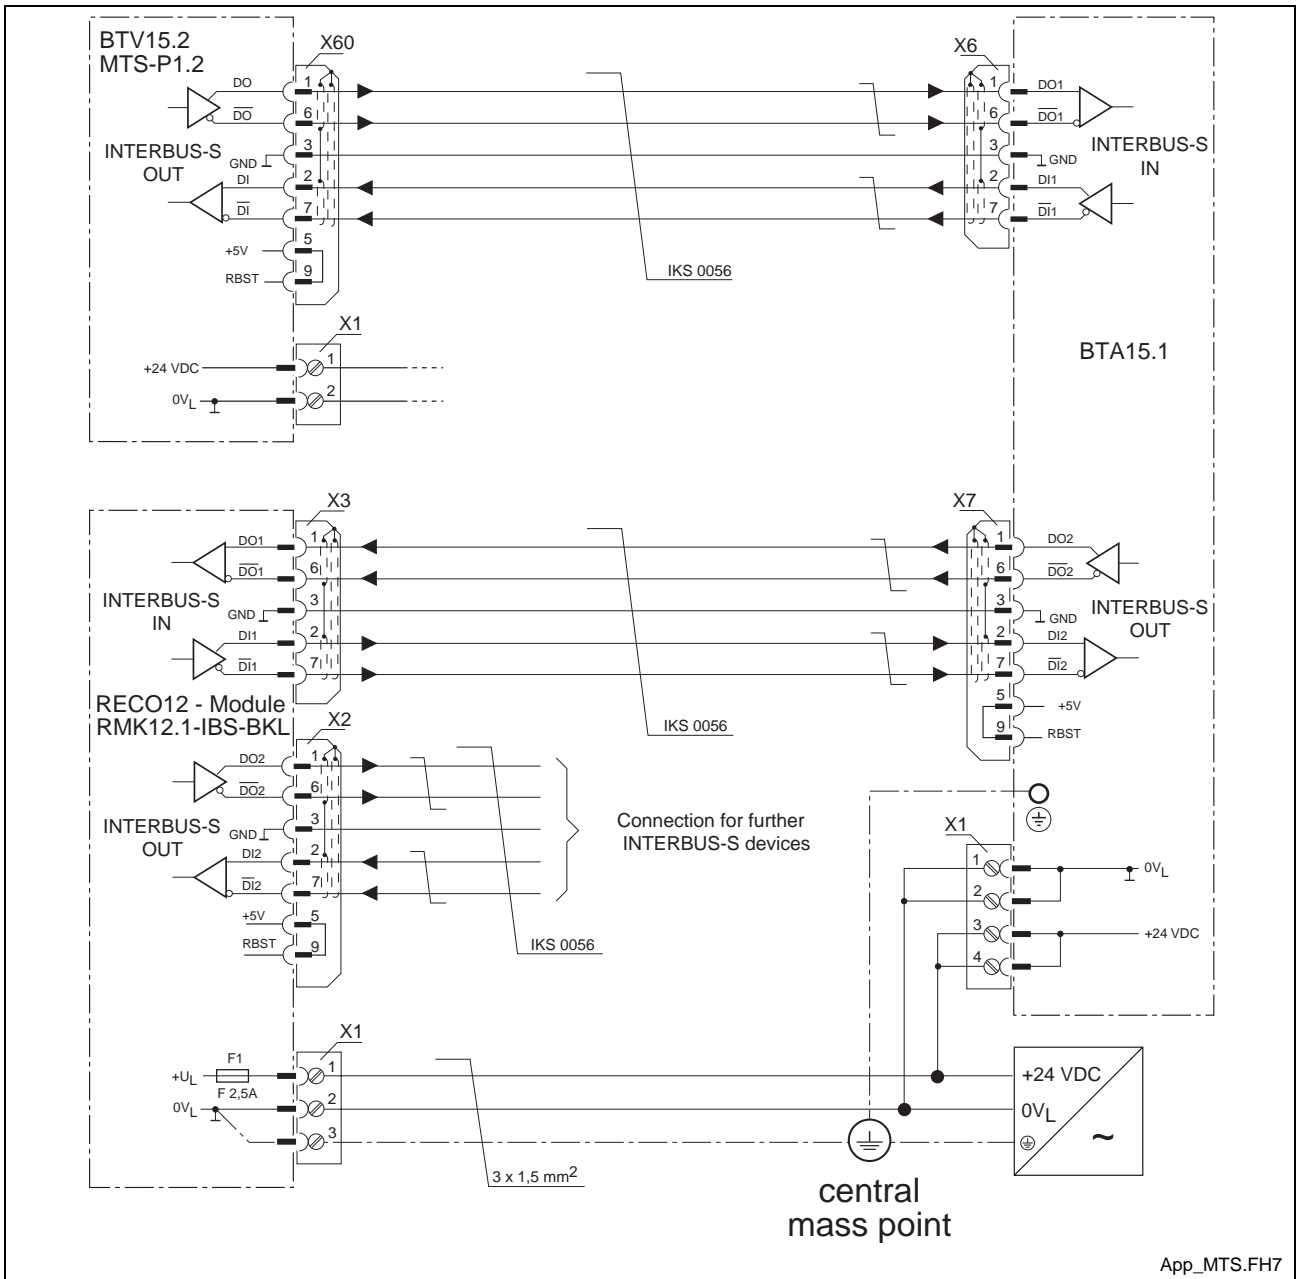 BTV15.2
MTS-P1.2
X60
X6
DO
1
1
DO1
DO
6
6
DO1
INTERBUS-S
OUT
GND
3
3
GND
INTERBUS-S
IN
DI
2
2
DI1
DI
7
7
DI1
+5V
5
RBST
9
IKS 0056
X1
+24 VDC
1
0VL
2
BTA15.1
X3
X7
DO1
1
1
DO2
DO1
6
6
DO2
INTERBUS-S
IN
GND
3
3
GND
INTERBUS-S
OUT
DI1
2
2
DI2
DI1
7
7
DI2
5
+5V
9
RBST
IKS 0056
RECO12 - Module
RMK12.1-IBS-BKL
X2
DO2
1
DO2
6
INTERBUS-S
OUT
GND
3
DI2
2
DI2
7
+5V
5
RBST
9
IKS 0056
Connection for further
INTERBUS-S devices
X1
1
0VL
2
3
+24 VDC
4
X1
F1
+UL
F 2,5A
1
0VL
2
3
3 x 1,5 mm2
+24 VDC
0VL
~
central
mass point
App_MTS.FH7